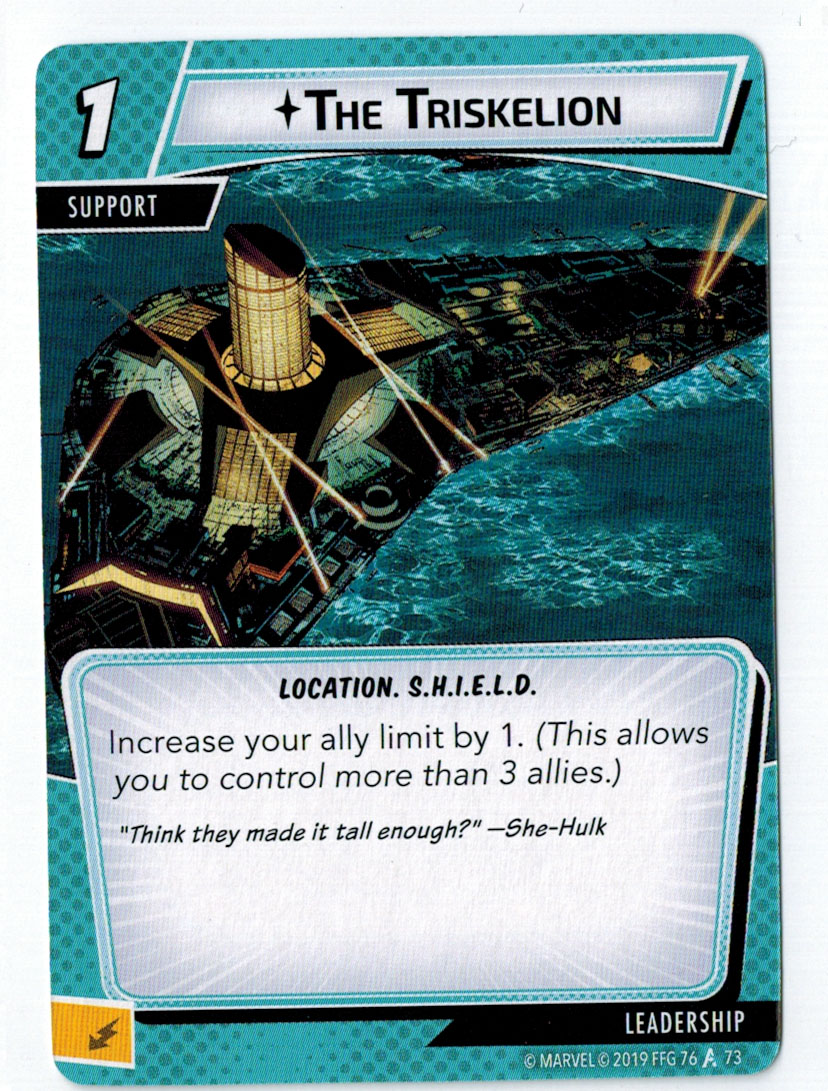 1
THE TRISKELION
SUPPORT
LOCATION. S.H.I.E.L.D.
Increase your ally limit by 1. (This allows
you to control more than 3 allies.)
"Think they made it tall enough?" —She-Hulk
LEADERSHIP
© MARVEL © 2019 FFG 76 73